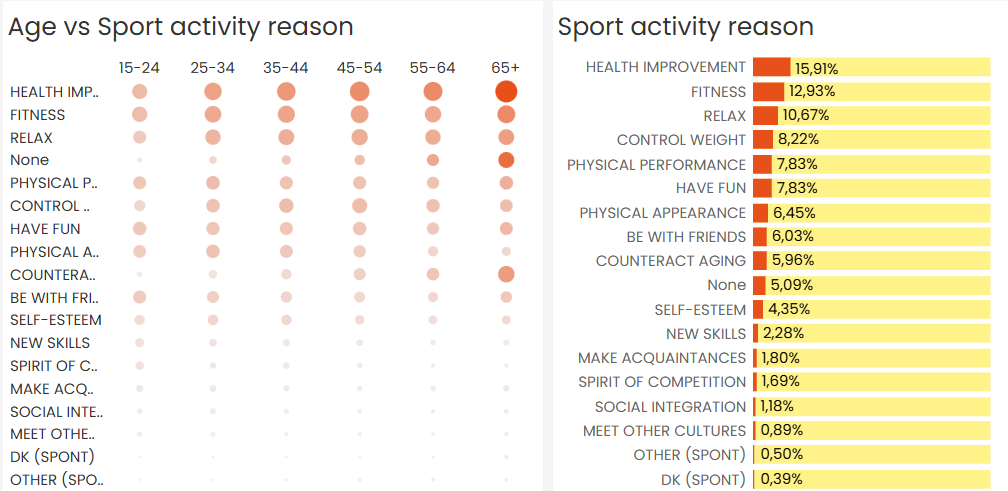 Age vs Sport activity reason
15-24 25-34 35-44 45-54 55-64 65+
HEALTH IMP..
FITNESS
RELAX
None
PHYSICAL P..
CONTROL ..
HAVE FUN
PHYSICAL A..
COUNTERA..
BE WITH FRI..
SELF-ESTEEM
NEW SKILLS
SPIRIT OF C..
MAKE ACQ..
SOCIAL INTE..
MEET OTHE..
DK (SPONT)
OTHER (SPO..
Sport activity reason
HEALTH IMPROVEMENT 15,91%
FITNESS 12,93%
RELAX 10,67%
CONTROL WEIGHT 8,22%
PHYSICAL PERFORMANCE 7,83%
HAVE FUN 7,83%
PHYSICAL APPEARANCE 6,45%
BE WITH FRIENDS 6,03%
COUNTERACT AGING 5,96%
None 5,09%
SELF-ESTEEM 4,35%
NEW SKILLS 2,28%
MAKE ACQUAINTANCES 1,80%
SPIRIT OF COMPETITION 1,69%
SOCIAL INTEGRATION 1,18%
MEET OTHER CULTURES 0,89%
OTHER (SPONT) 0,50%
DK (SPONT) 0,39%